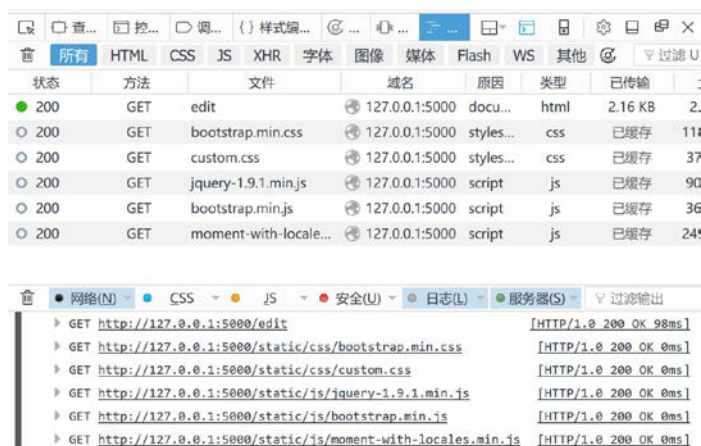 查... 控... 调... {} 样式编... ... ... ...
所有 HTML CSS JS XHR 字体 图像 媒体 Flash WS 其他 过滤 U
状态 方法 文件 域名 原因 类型 已传输
200 GET edit 127.0.0.1:5000 docu... html 2.16 KB 2.
200 GET bootstrap.min.css 127.0.0.1:5000 styles... css 已缓存 118
200 GET custom.css 127.0.0.1:5000 styles... css 已缓存 37
200 GET jquery-1.9.1.min.js 127.0.0.1:5000 script js 已缓存 90
200 GET bootstrap.min.js 127.0.0.1:5000 script js 已缓存 36
200 GET moment-with-locale... 127.0.0.1:5000 script js 已缓存 249
网络(N) CSS JS 安全(U) 日志(L) 服务器(S) 过滤输出
GET http://127.0.0.1:5000/edit [HTTP/1.0 200 OK 98ms]
GET http://127.0.0.1:5000/static/css/bootstrap.min.css [HTTP/1.0 200 OK 0ms]
GET http://127.0.0.1:5000/static/css/custom.css [HTTP/1.0 200 OK 0ms]
GET http://127.0.0.1:5000/static/js/jquery-1.9.1.min.js [HTTP/1.0 200 OK 0ms]
GET http://127.0.0.1:5000/static/js/bootstrap.min.js [HTTP/1.0 200 OK 0ms]
GET http://127.0.0.1:5000/static/js/moment-with-locales.min.js [HTTP/1.0 200 OK 0ms]